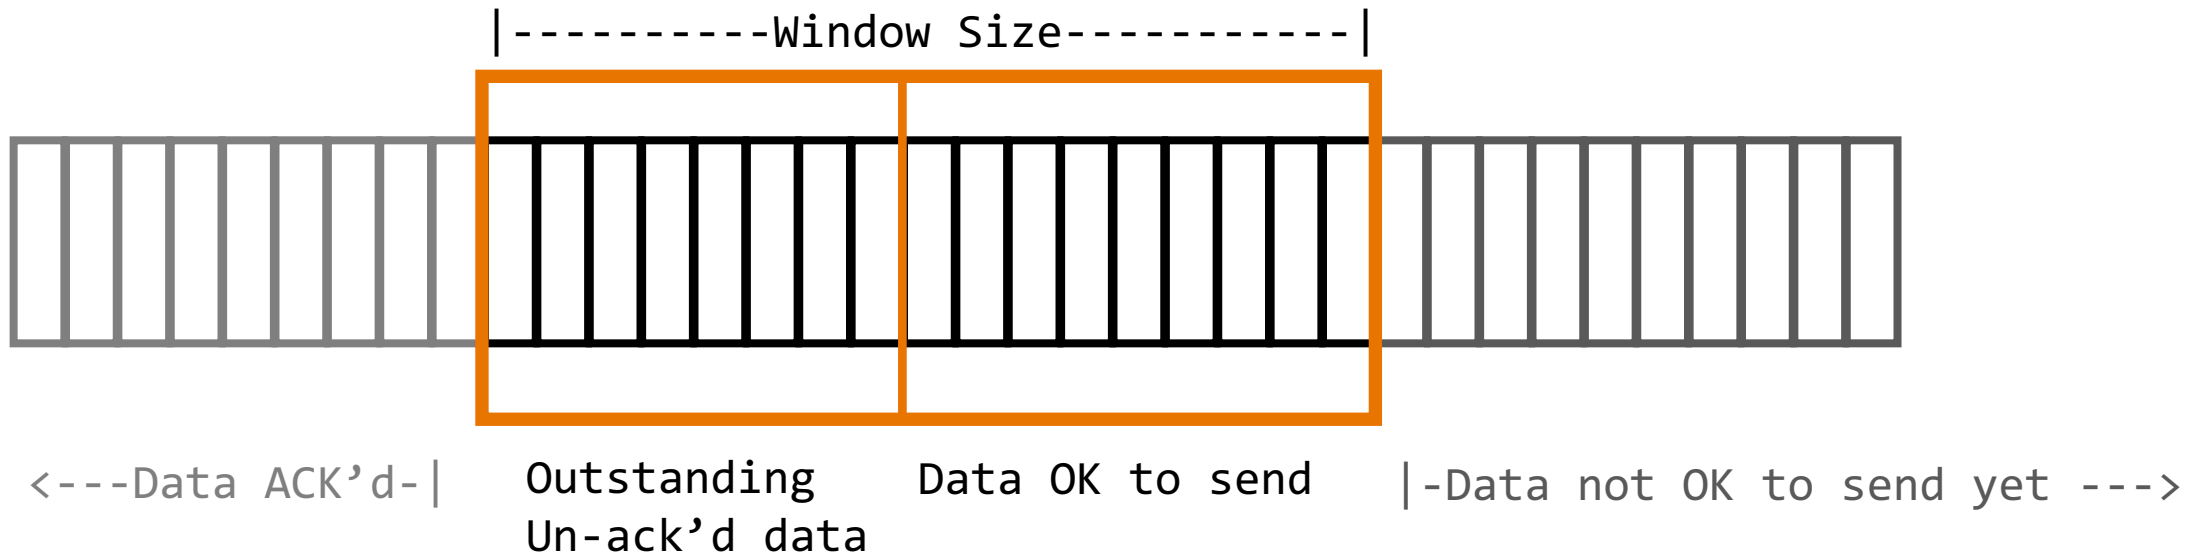 |----------Window Size-----------|
<---Data ACK’d-|
Outstanding
Un-ack’d data
Data OK to send
|-Data not OK to send yet --->